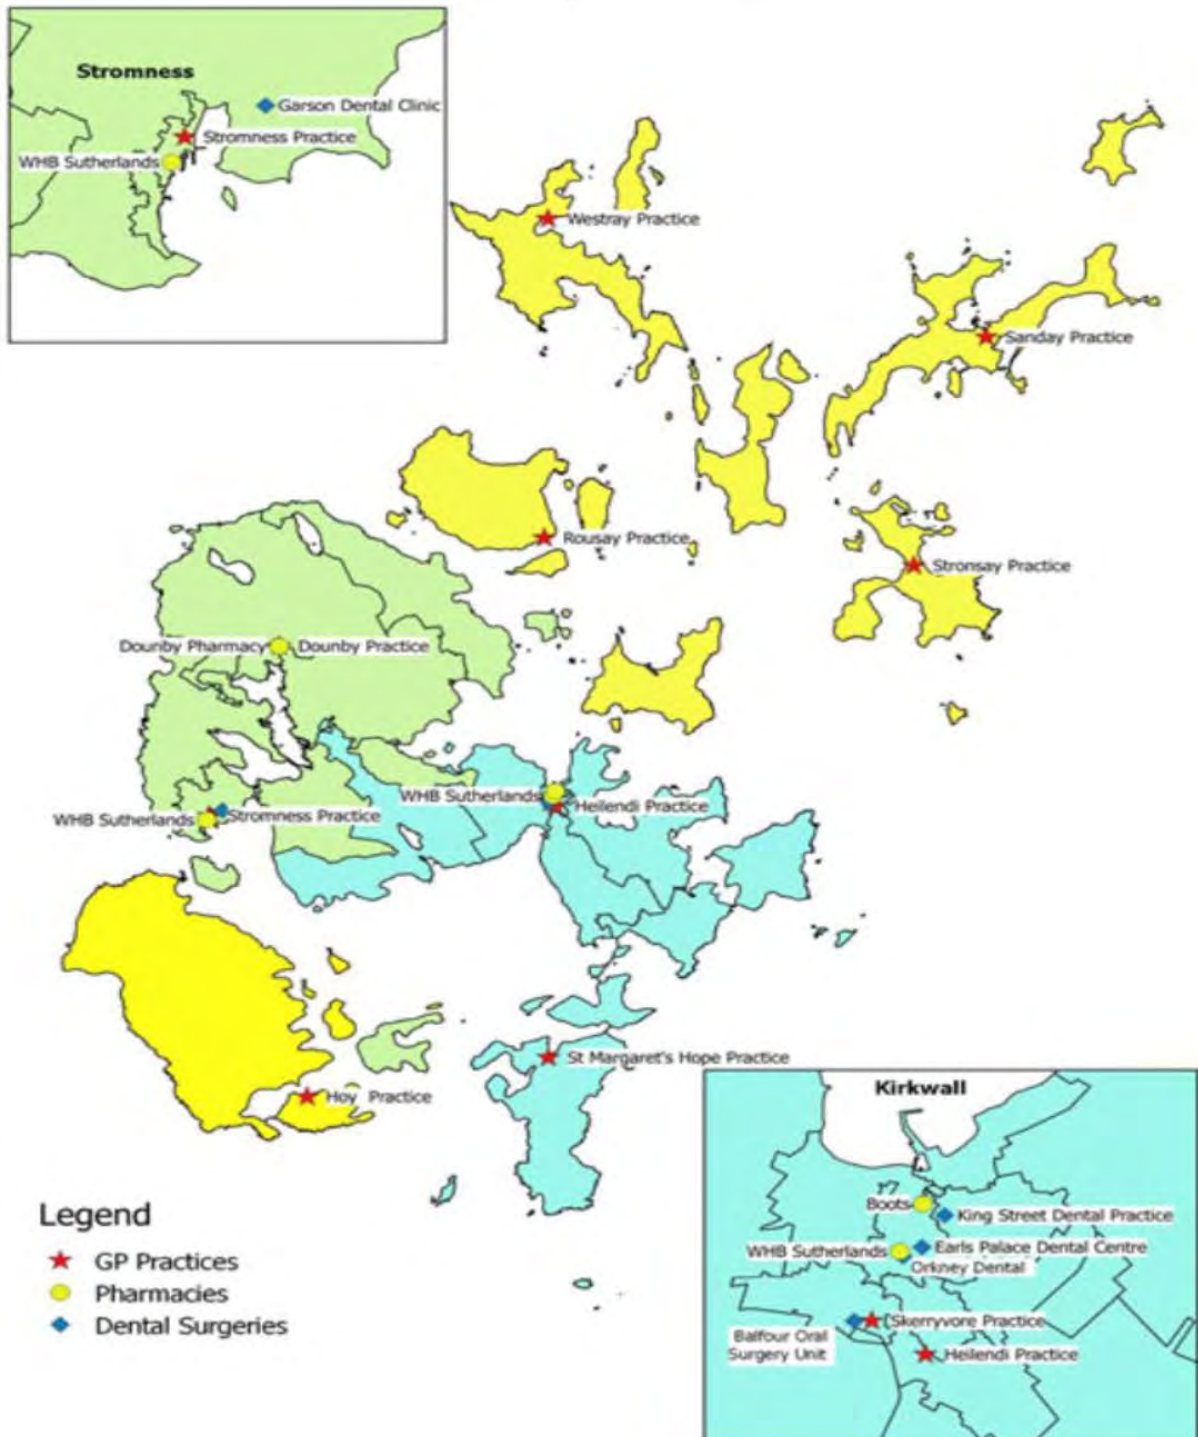 Stromness
Garson Dental Clinic
Stromness Practice
WHB Sutherlands
Westray Practice
Sanday Practice
Rousay Practice
Stronsay Practice
Dounby Pharmacy
Dounby Practice
WHB Sutherlands
Heilendi Practice
WHB Sutherlands
Stromness Practice
St Margaret's Hope Practice
Hoy Practice
Kirkwall
Boots
King Street Dental Practice
WHB Sutherlands
Earls Palace Dental Centre
Orkney Dental
Skerryvore Practice
Balfour Oral
Surgery Unit
Heilendi Practice
Legend
GP Practices
Pharmacies
Dental Surgeries